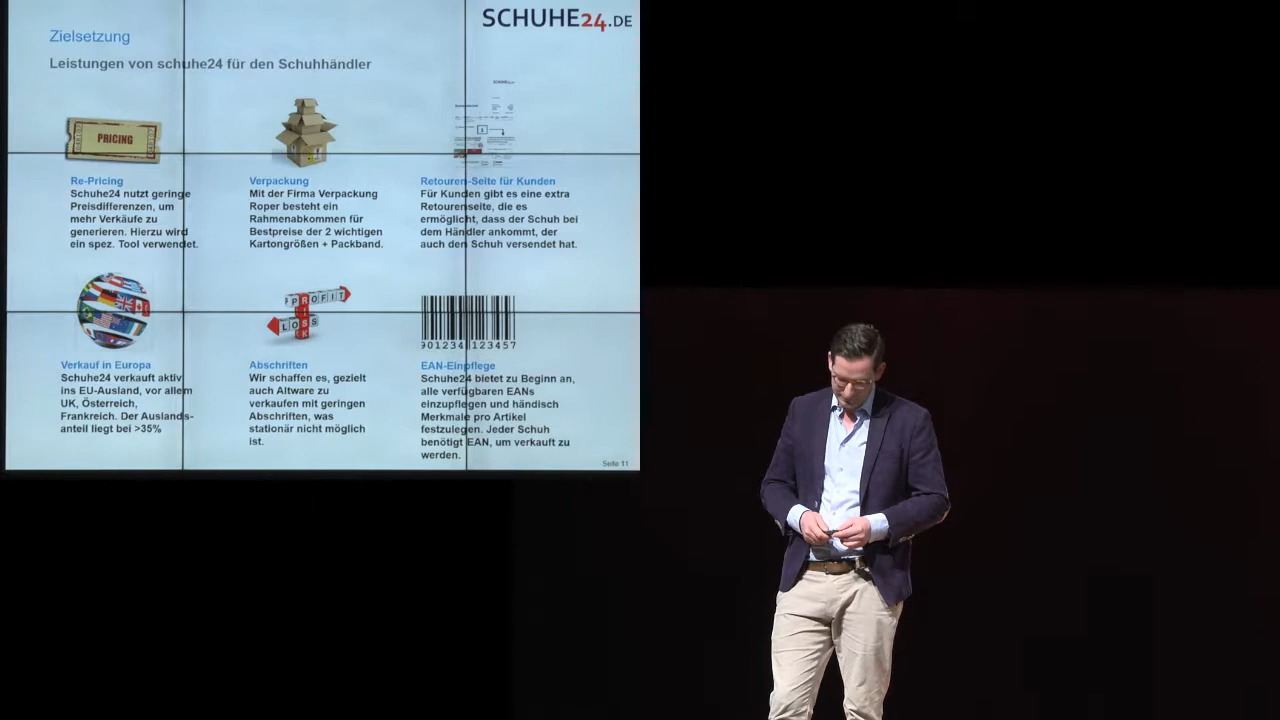 SCHUHE24.DE
Zielsetzung
Leistungen von schuhe24 für den Schuhhändler
PRICING
Re-Pricing
Schuhe24 nutzt geringe
Preisdifferenzen, um
mehr Verkäufe zu
generieren. Hierzu wird
ein spez. Tool verwendet.
Verpackung
Mit der Firma Verpackung
Roper besteht ein
Rahmenabkommen für
Bestpreise der 2 wichtigen
Kartongrößen + Packband.
Retouren-Seite für Kunden
Für Kunden gibt es eine extra
Retourenseite, die es
ermöglicht, dass der Schuh bei
dem Händler ankommt, der
auch den Schuh versendet hat.
Verkauf in Europa
Schuhe24 verkauft aktiv
ins EU-Ausland, vor allem
UK, Österreich,
Frankreich. Der Auslands-
anteil liegt bei >35%
PROFIT
RISK
LOSS
Abschriften
Wir schaffen es, gezielt
auch Altware zu
verkaufen mit geringen
Abschriften, was
stationär nicht möglich
ist.
901234 123457
EAN-Einpflege
Schuhe24 bietet zu Beginn an,
alle verfügbaren EANs
einzupflegen und händisch
Merkmale pro Artikel
festzulegen. Jeder Schuh
benötigt EAN, um verkauft zu
werden.
Seite 11